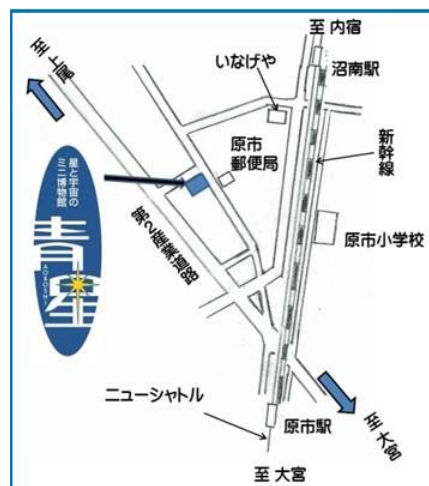 至 内宿
沼南駅
いなげや
至 上尾
新幹線
原市
郵便局
星と宇宙の
ミニ博物館
青星
AOBOSHI
第2産業道路
原市小学校
ニューシャトル
原市駅
至 大宮
至 大宮